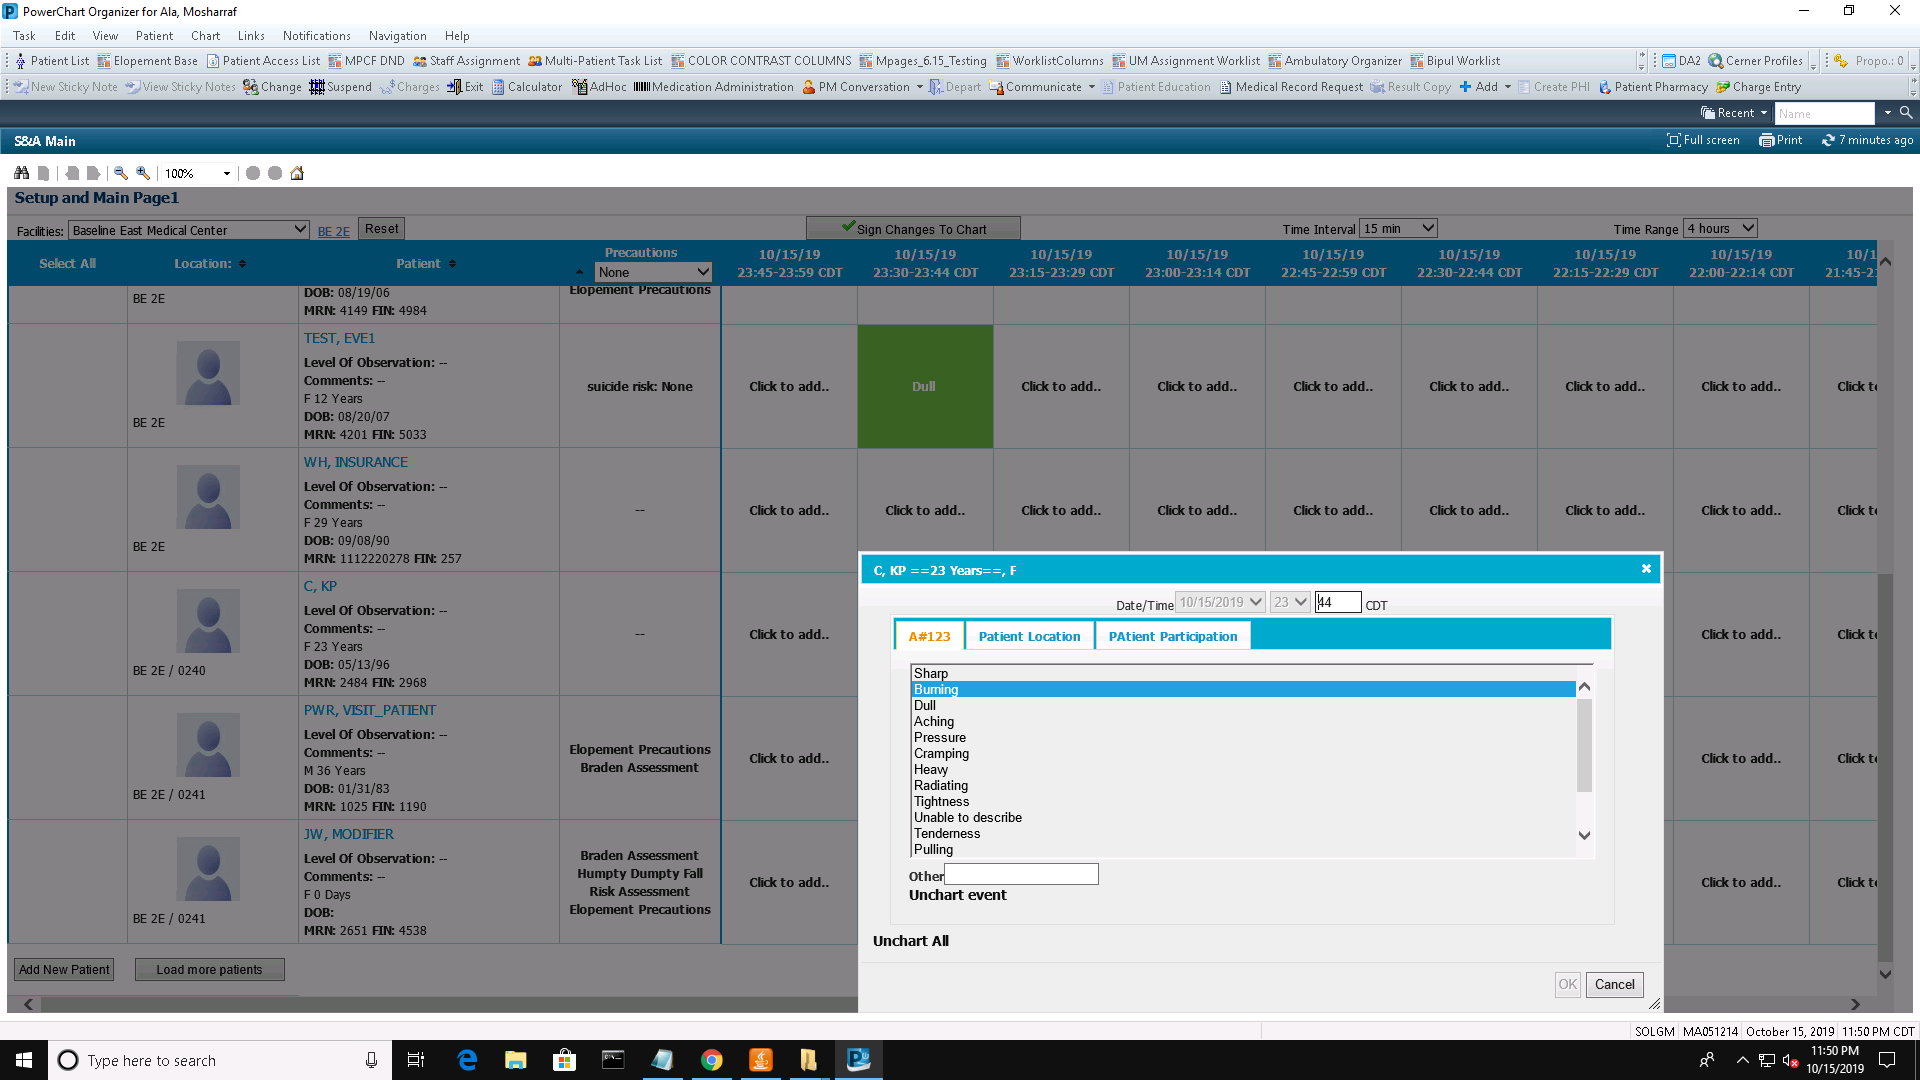 PowerChart Organizer for Ala, Mosharraf
Task Edit View Patient Chart Links Notifications Navigation Help
Patient List Elopement Base Patient Access List MPCF DND Staff Assignment Multi-Patient Task List COLOR CONTRAST COLUMNS Mpages_6.15_Testing WorklistColumns UM Assignment Worklist Ambulatory Organizer Bipul Worklist DA2 Cerner Profiles Propo.: 0
New Sticky Note View Sticky Notes Change Suspend Charges Exit Calculator AdHoc Medication Administration PM Conversation Depart Communicate Patient Education Medical Record Request Result Copy Add Create PHI Patient Pharmacy Charge Entry
Recent Name
S&A Main Full screen Print 7 minutes ago
100%
Setup and Main Page1
Facilities: Baseline East Medical Center BE 2E Reset Sign Changes To Chart Time Interval 15 min Time Range 4 hours
Select All Location: Patient Precautions None
10/15/19 10/15/19 10/15/19 10/15/19 10/15/19 10/15/19 10/15/19 10/15/19 10/1
23:45-23:59 CDT 23:30-23:44 CDT 23:15-23:29 CDT 23:00-23:14 CDT 22:45-22:59 CDT 22:30-22:44 CDT 22:15-22:29 CDT 22:00-22:14 CDT 21:45-2
BE 2E
DOB: 08/19/06
MRN: 4149 FIN: 4984
Elopement Precautions
TEST, EVE1
Level Of Observation: --
Comments: --
F 12 Years
DOB: 08/20/07
MRN: 4201 FIN: 5033
BE 2E
suicide risk: None
Click to add.. Dull Click to add.. Click to add.. Click to add.. Click to add.. Click to add.. Click to add.. Click to
WH, INSURANCE
Level Of Observation: --
Comments: --
F 29 Years
DOB: 09/08/90
MRN: 1112220278 FIN: 257
BE 2E
--
Click to add.. Click to add.. Click to add.. Click to add.. Click to add.. Click to add.. Click to add.. Click to add.. Click to
C, KP
Level Of Observation: --
Comments: --
F 23 Years
DOB: 05/13/96
MRN: 2484 FIN: 2968
BE 2E / 0240
--
Click to add.. Click to add.. Click to
PWR, VISIT_PATIENT
Level Of Observation: --
Comments: --
M 36 Years
DOB: 01/31/83
MRN: 1025 FIN: 1190
BE 2E / 0241
Elopement Precautions
Braden Assessment
Click to add.. Click to add.. Click to
JW, MODIFIER
Level Of Observation: --
Comments: --
F 0 Days
DOB:
MRN: 2651 FIN: 4538
BE 2E / 0241
Braden Assessment
Humpty Dumpty Fall
Risk Assessment
Elopement Precautions
Click to add.. Click to add.. Click to
Add New Patient Load more patients
C, KP ==23 Years==, F
Date/Time 10/15/2019 23 44 CDT
A#123 Patient Location PAtient Participation
Sharp
Burning
Dull
Aching
Pressure
Cramping
Heavy
Radiating
Tightness
Unable to describe
Tenderness
Pulling
Other
Unchart event
Unchart All
OK Cancel
SOLGM MA051214 October 15, 2019 11:50 PM CDT
Type here to search
11:50 PM
10/15/2019